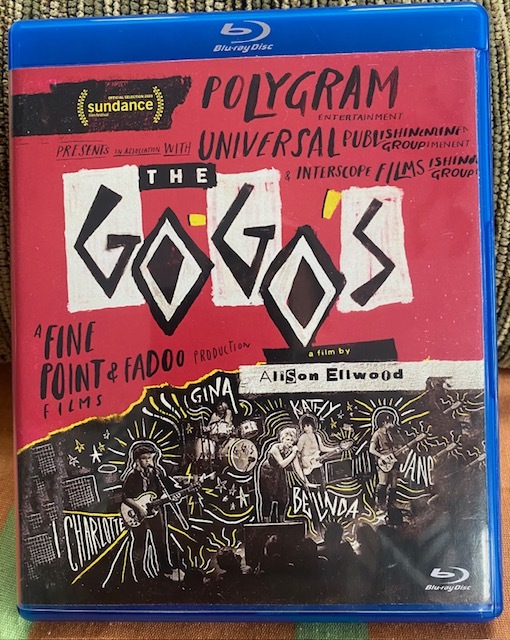 Blu-ray Disc
OFFICIAL SELECTION 2020
sundance
film festival
POLYGRAM
ENTERTAINMENT
PRESENTS IN ASSOCIATION WITH UNIVERSAL PUBLISHING
GROUP
& INTERSCOPE FILMS
GROUP
THE
GO-GO'S
A FINE
POINT & FADOO PRODUCTION
FILMS
a film by
Alison Ellwood
GINA
KATHY
JANE
BELINDA
CHARLOTTE
Blu-ray Disc